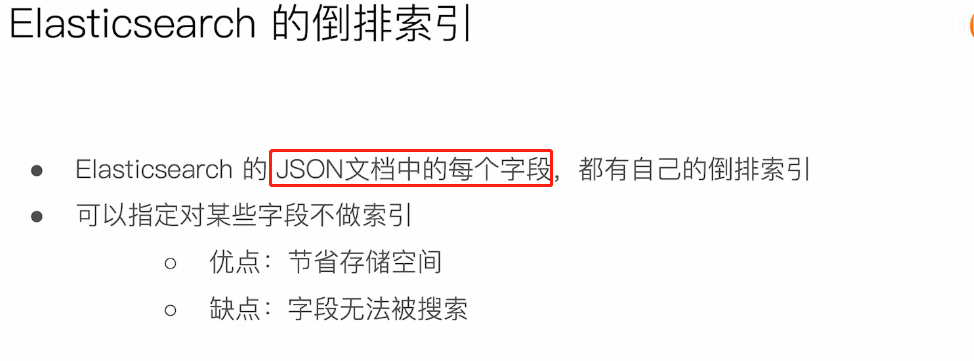 Elasticsearch 的倒排索引
● Elasticsearch 的 JSON文档中的每个字段，都有自己的倒排索引
● 可以指定对某些字段不做索引
○ 优点：节省存储空间
○ 缺点：字段无法被搜索